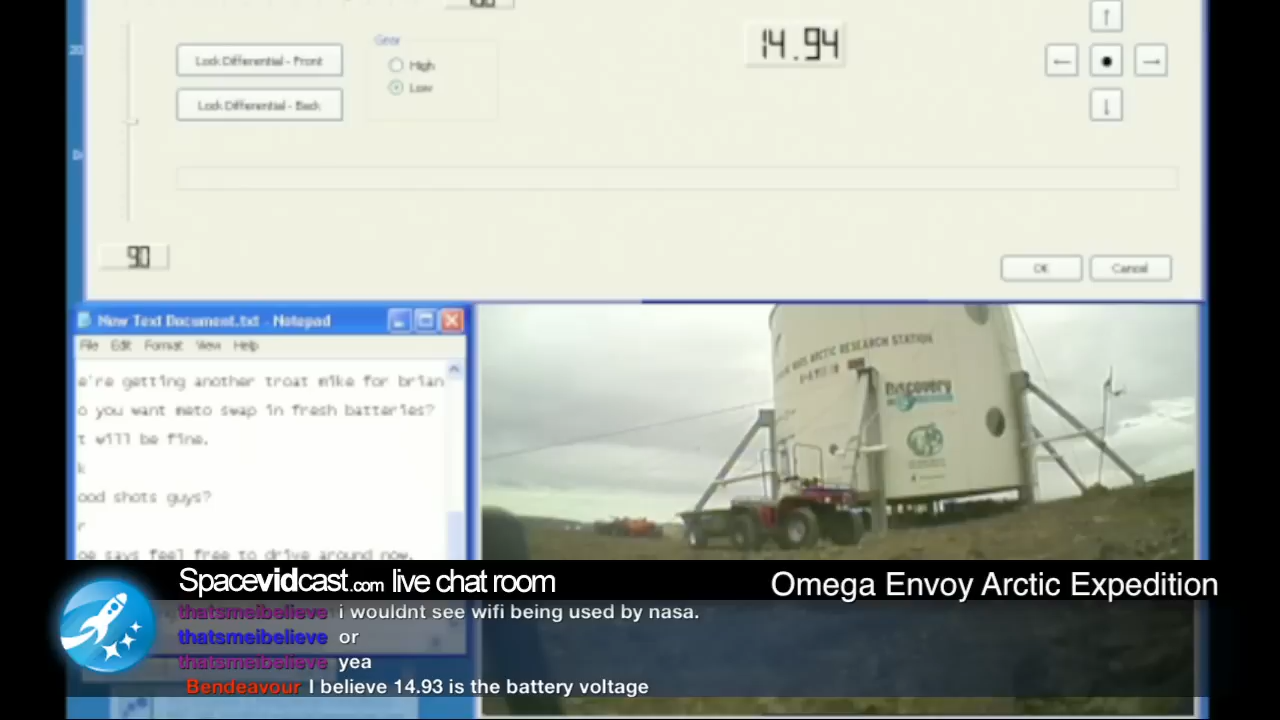 14.94
Lock Differential - Front
Lock Differential - Back
Gear
High
Low
90
OK
Cancel
New Text Document.txt - Notepad
File Edit Format View Help
e're getting another troat mike for brian
o you want meto swap in fresh batteries?
t will be fine.
k
ood shots guys?
r
oe says feel free to drive around now.
MARS ARCTIC RESEARCH STATION
Discovery
Spacevidcast.com live chat room
Omega Envoy Arctic Expedition
thatsmeibelieve i wouldnt see wifi being used by nasa.
thatsmeibelieve or
thatsmeibelieve yea
Bendeavour I believe 14.93 is the battery voltage